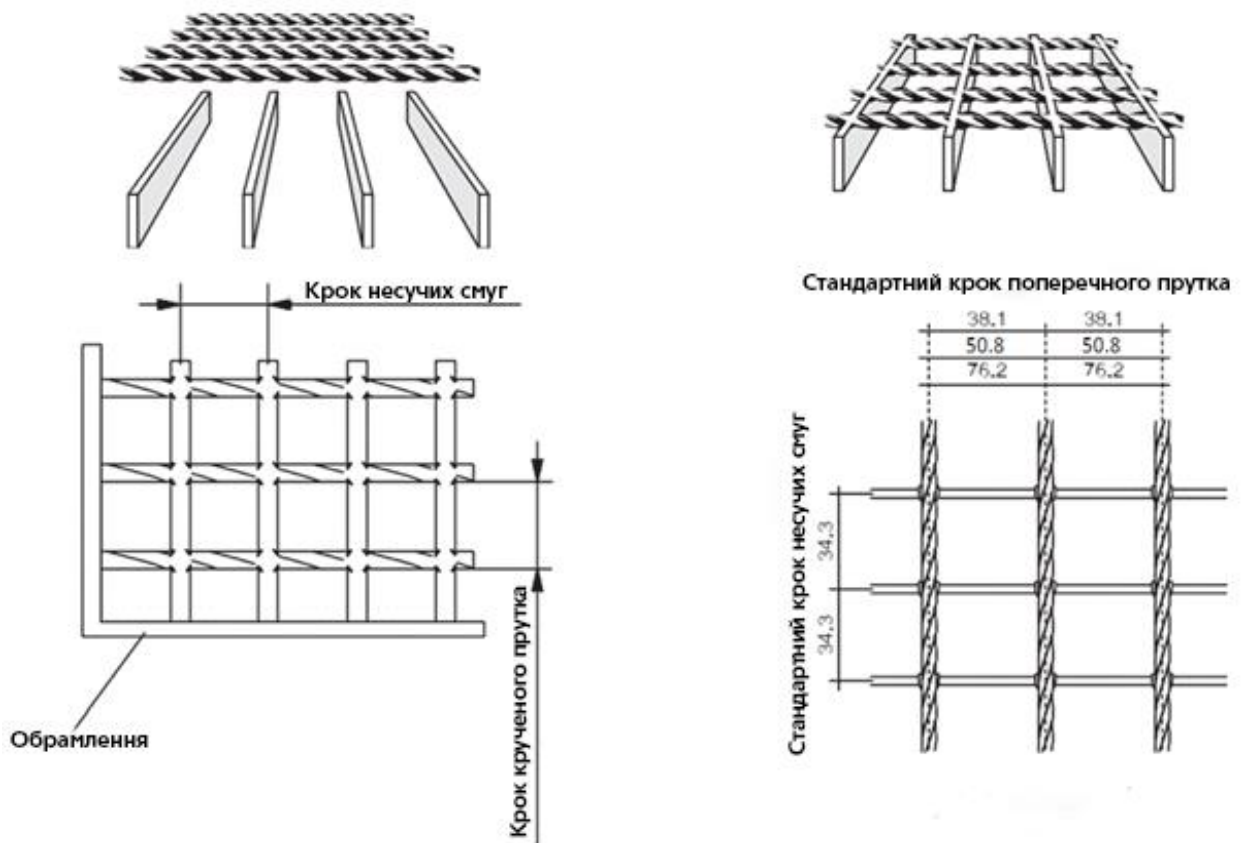 Крок несучих смуг
Обрамлення
Крок крученого прутка
Стандартний крок поперечного прутка
38.1 38.1
50.8 50.8
76.2 76.2
Стандартний крок несучих смуг
34.3
34.3